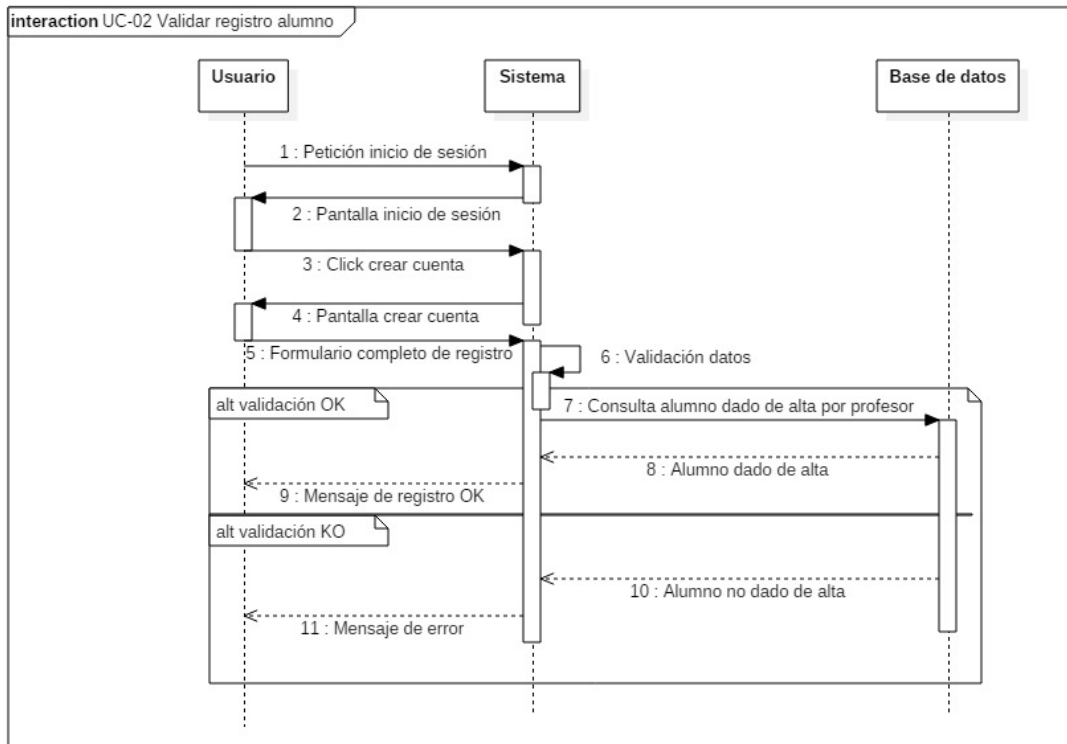 interaction UC-02 Validar registro alumno
Usuario
Sistema
Base de datos
1 : Petición inicio de sesión
2 : Pantalla inicio de sesión
3 : Click crear cuenta
4 : Pantalla crear cuenta
5 : Formulario completo de registro
6 : Validación datos
alt validación OK
7 : Consulta alumno dado de alta por profesor
8 : Alumno dado de alta
9 : Mensaje de registro OK
alt validación KO
10 : Alumno no dado de alta
11 : Mensaje de error